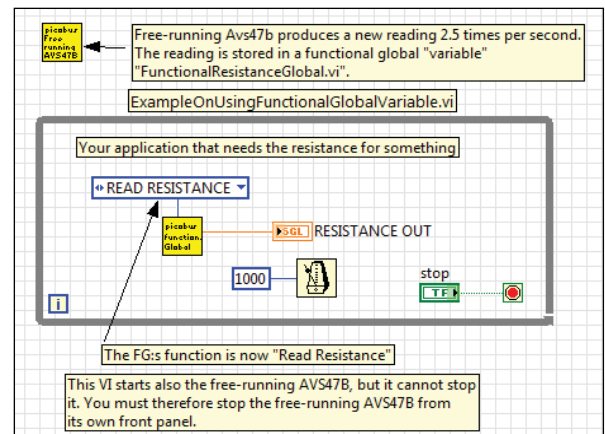 picobus
Free
running
AVS47B
Free-running Avs47b produces a new reading 2.5 times per second.
The reading is stored in a functional global "variable"
"FunctionalResistanceGlobal.vi".
ExampleOnUsingFunctionalGlobalVariable.vi
Your application that needs the resistance for something
READ RESISTANCE
picobus
function.
Global
SGL
RESISTANCE OUT
1000
stop
TF
i
The FG:s function is now "Read Resistance"
This VI starts also the free-running AVS47B, but it cannot stop
it. You must therefore stop the free-running AVS47B from
its own front panel.